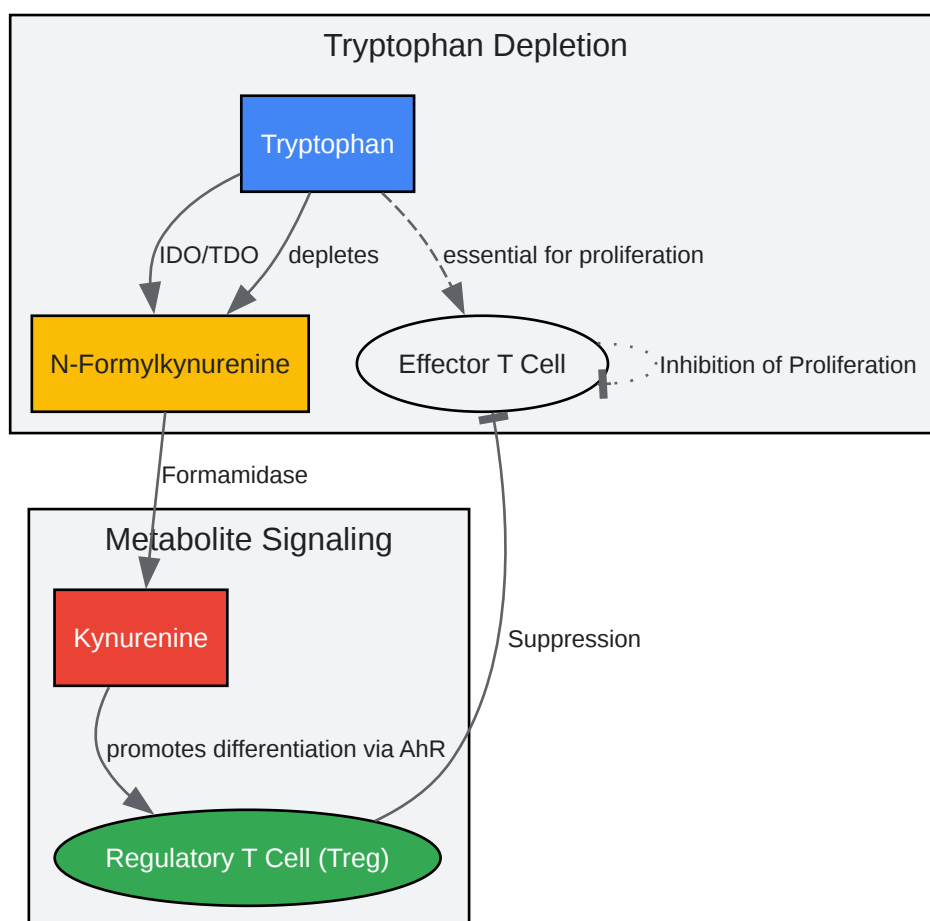 Tryptophan Depletion
Tryptophan
IDO/TDO
depletes
essential for proliferation
N-Formylkynurenine
Effector T Cell
Inhibition of Proliferation
Formamidase
Metabolite Signaling
Kynurenine
Suppression
promotes differentiation via AhR
Regulatory T Cell (Treg)